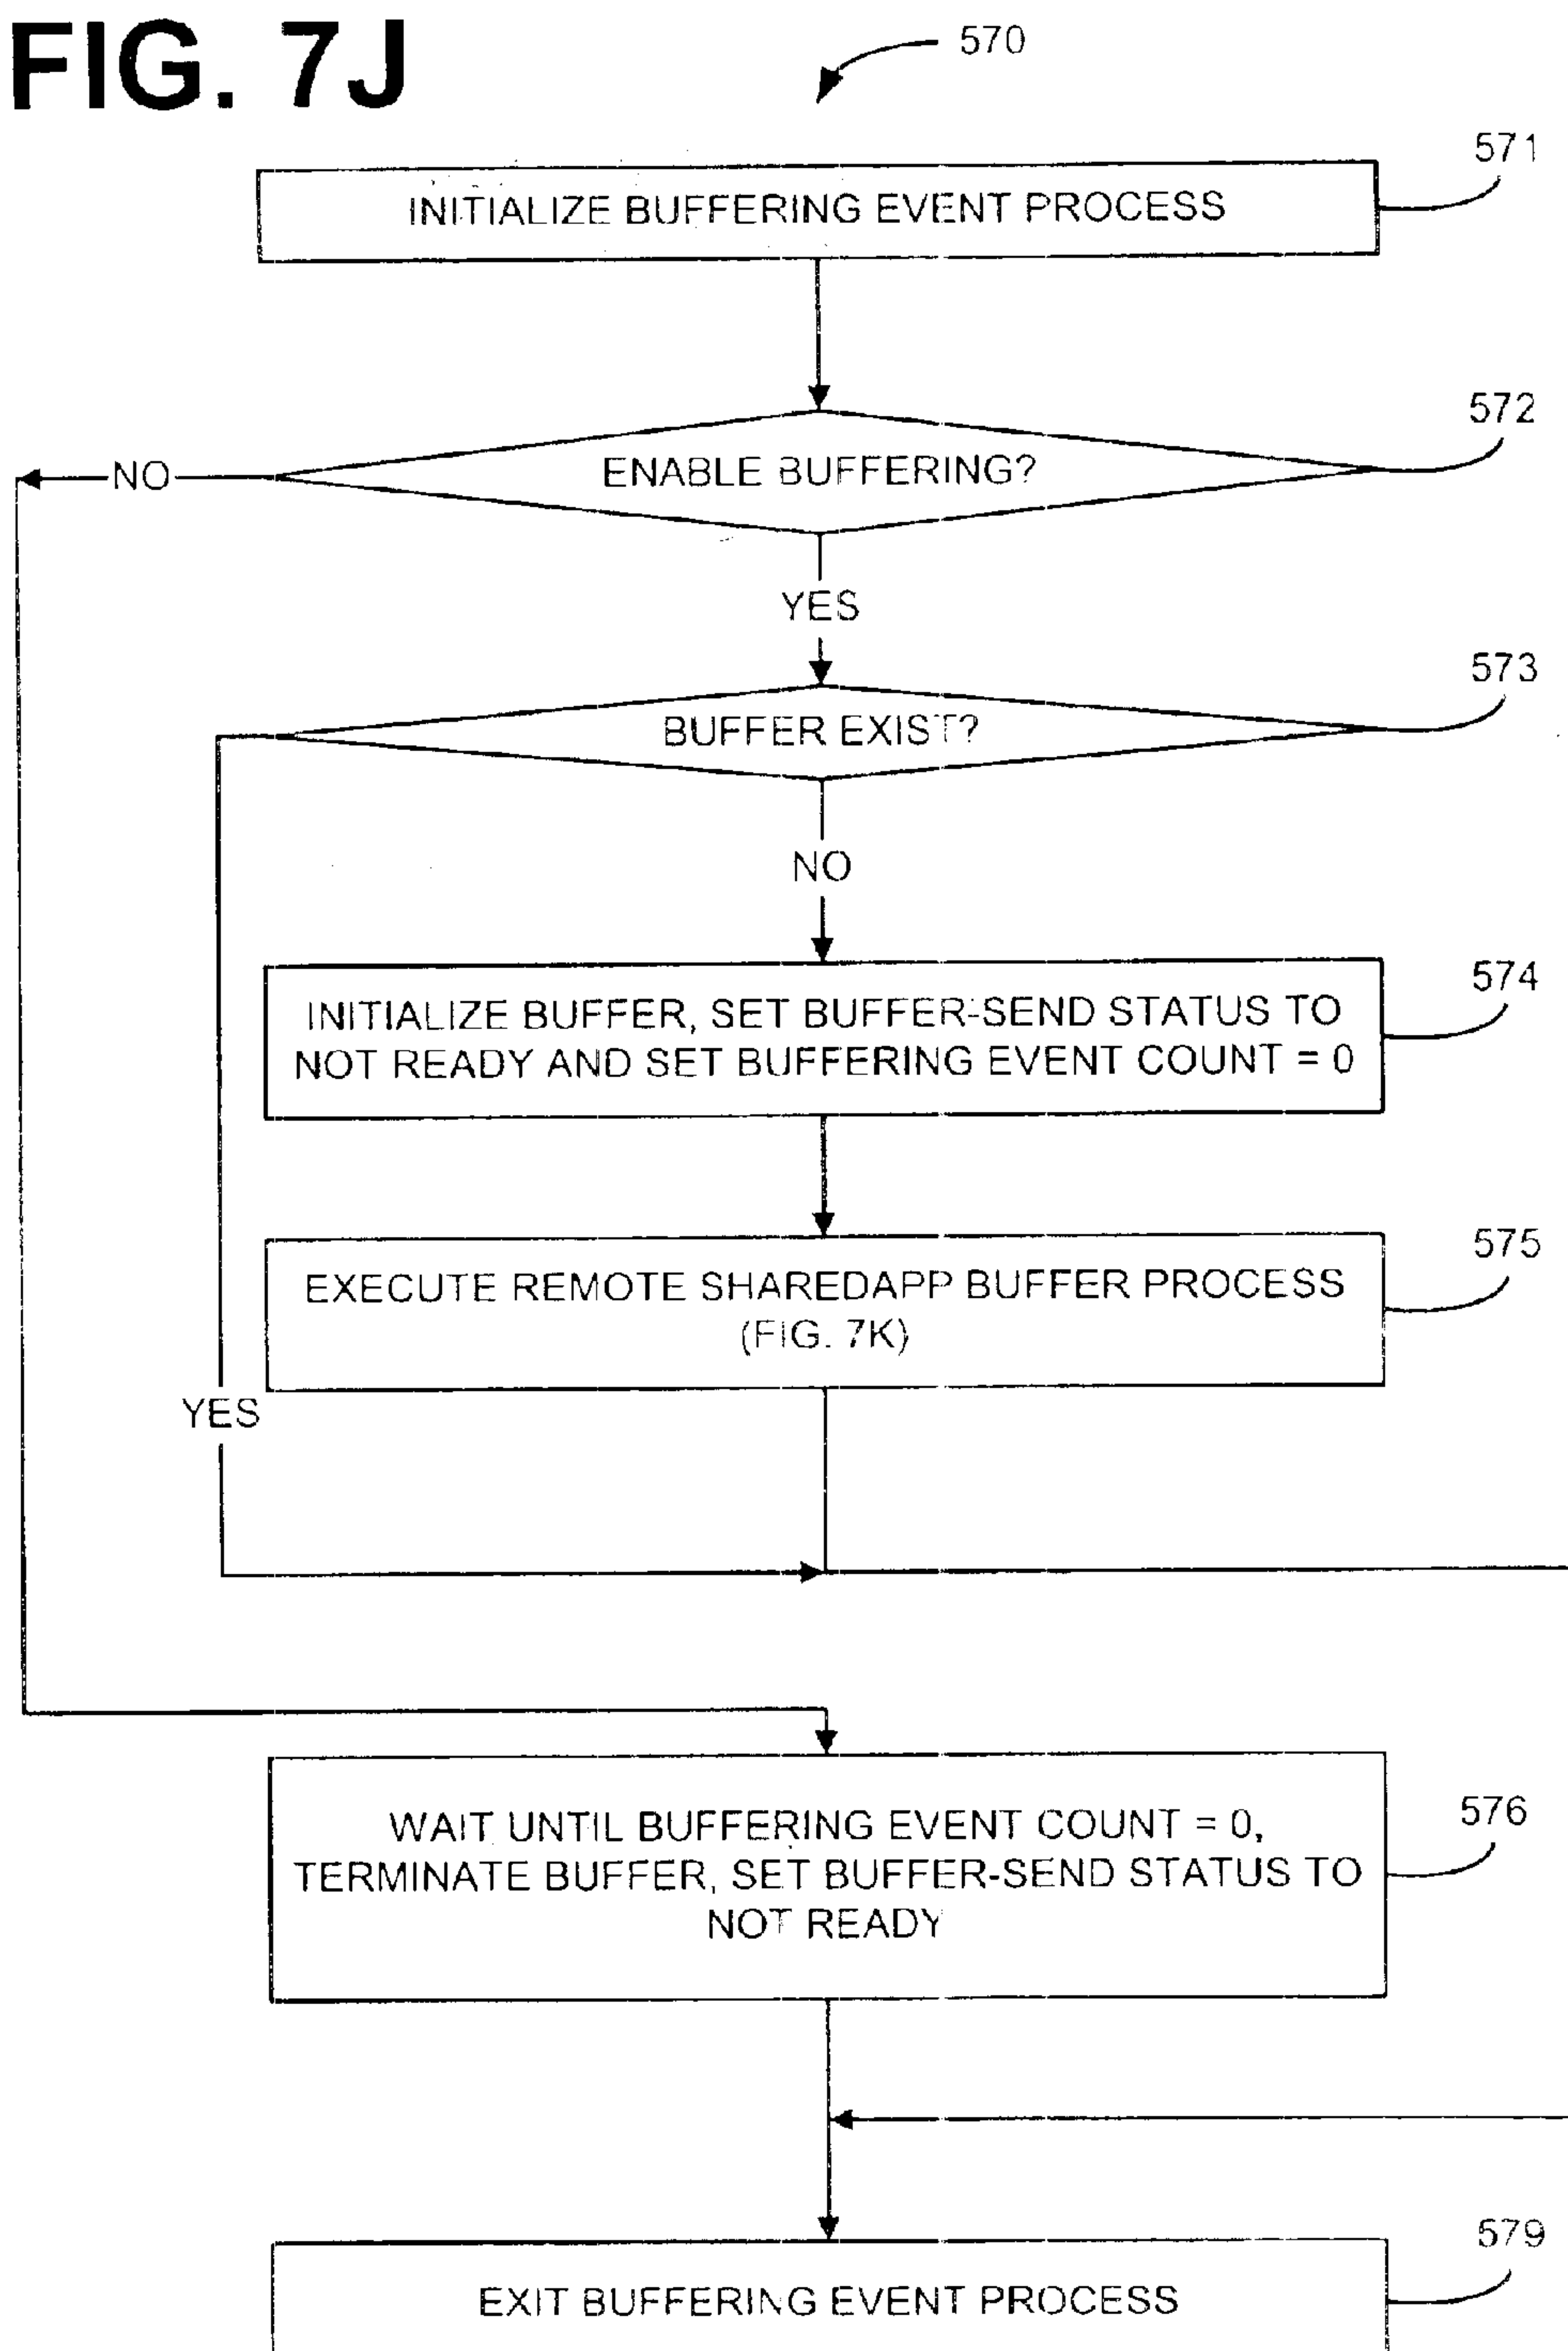 FIG. 7J
570
571
INITIALIZE BUFFERING EVENT PROCESS
572
NO
ENABLE BUFFERING?
YES
573
BUFFER EXIST?
NO
574
INITIALIZE BUFFER, SET BUFFER-SEND STATUS TO
NOT READY AND SET BUFFERING EVENT COUNT = 0
575
EXECUTE REMOTE SHAREDAPP BUFFER PROCESS
(FIG. 7K)
YES
576
WAIT UNTIL BUFFERING EVENT COUNT = 0,
TERMINATE BUFFER, SET BUFFER-SEND STATUS TO
NOT READY
579
EXIT BUFFERING EVENT PROCESS